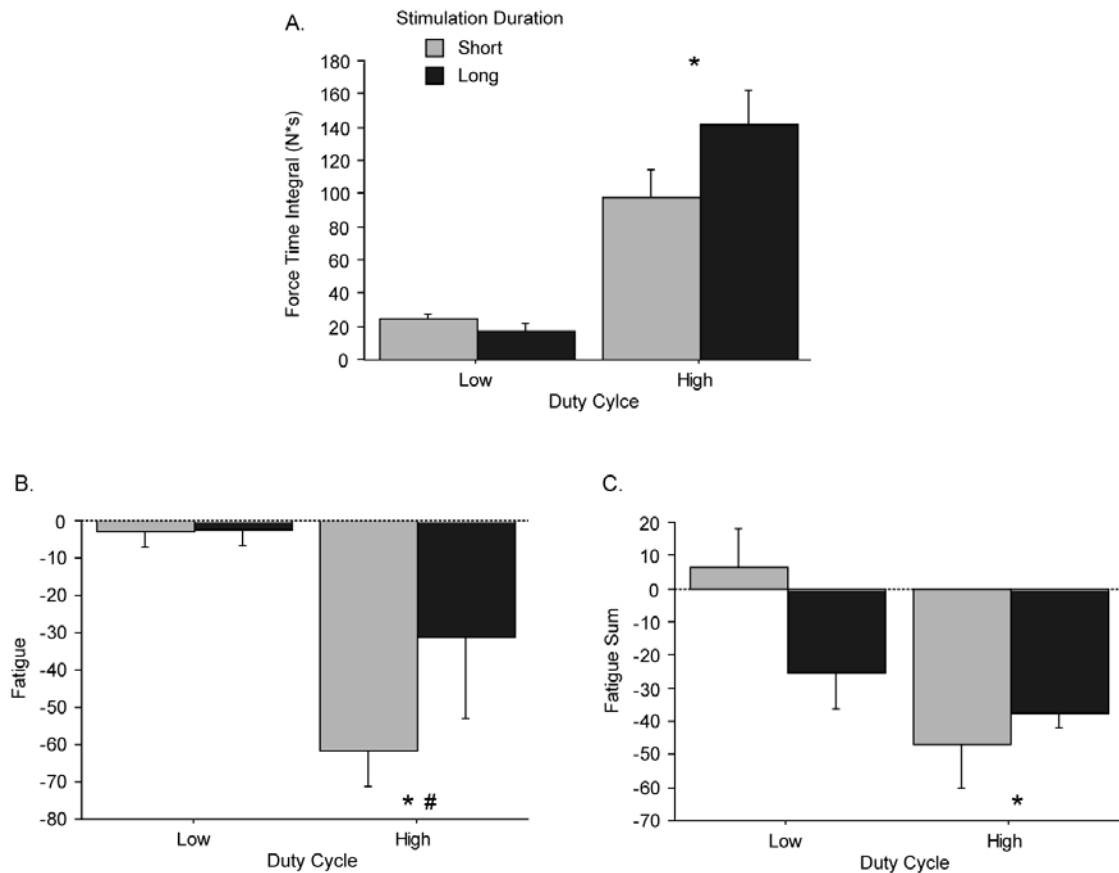 A.
Stimulation Duration
Short
Long
*
Force Time Integral (N*s)
180
160
140
120
100
80
60
40
20
0
Low High
Duty Cylce
B.
Fatigue
0
-10
-20
-30
-40
-50
-60
-70
-80
* #
Low High
Duty Cycle
C.
Fatigue Sum
20
10
0
-10
-20
-30
-40
-50
-60
-70
*
Low High
Duty Cycle